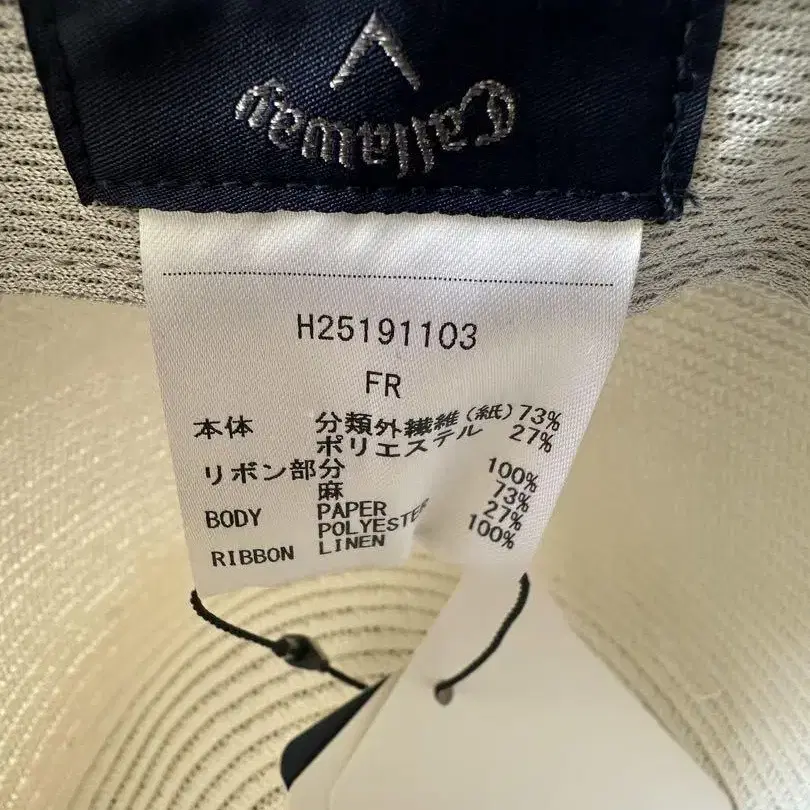 Callaway
H25191103
FR
本体 分類外繊維(紙) 73%
ポリエステル 27%
リボン部分
麻 100%
BODY PAPER 73%
POLYESTER 27%
RIBBON LINEN 100%